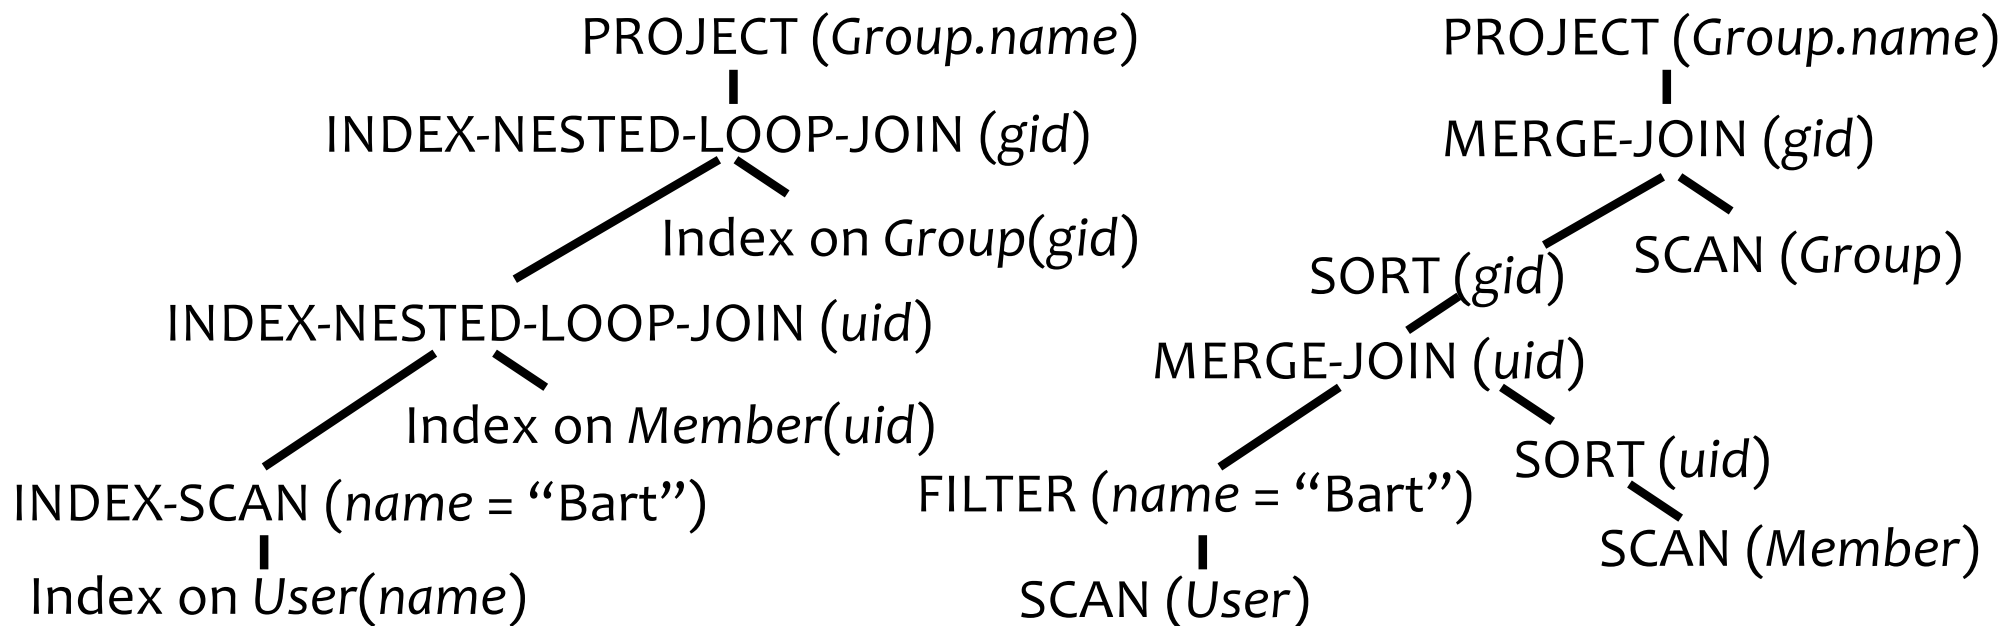 PROJECT (Group.name)
INDEX-NESTED-LOOP-JOIN (gid)
Index on Group(gid)
INDEX-NESTED-LOOP-JOIN (uid)
Index on Member(uid)
INDEX-SCAN (name = “Bart”)
Index on User(name)
PROJECT (Group.name)
MERGE-JOIN (gid)
SCAN (Group)
SORT (gid)
MERGE-JOIN (uid)
SORT (uid)
FILTER (name = “Bart”)
SCAN (Member)
SCAN (User)